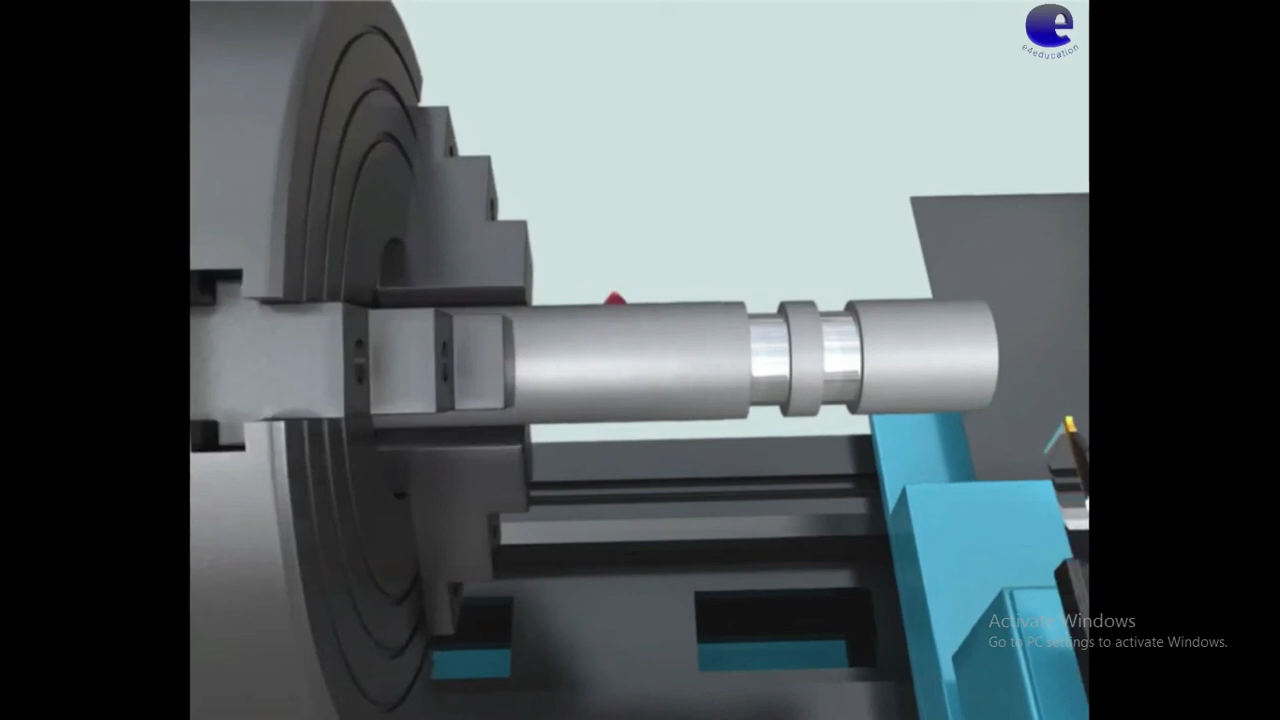 e
e4education
Activate Windows
Go to PC settings to activate Windows.